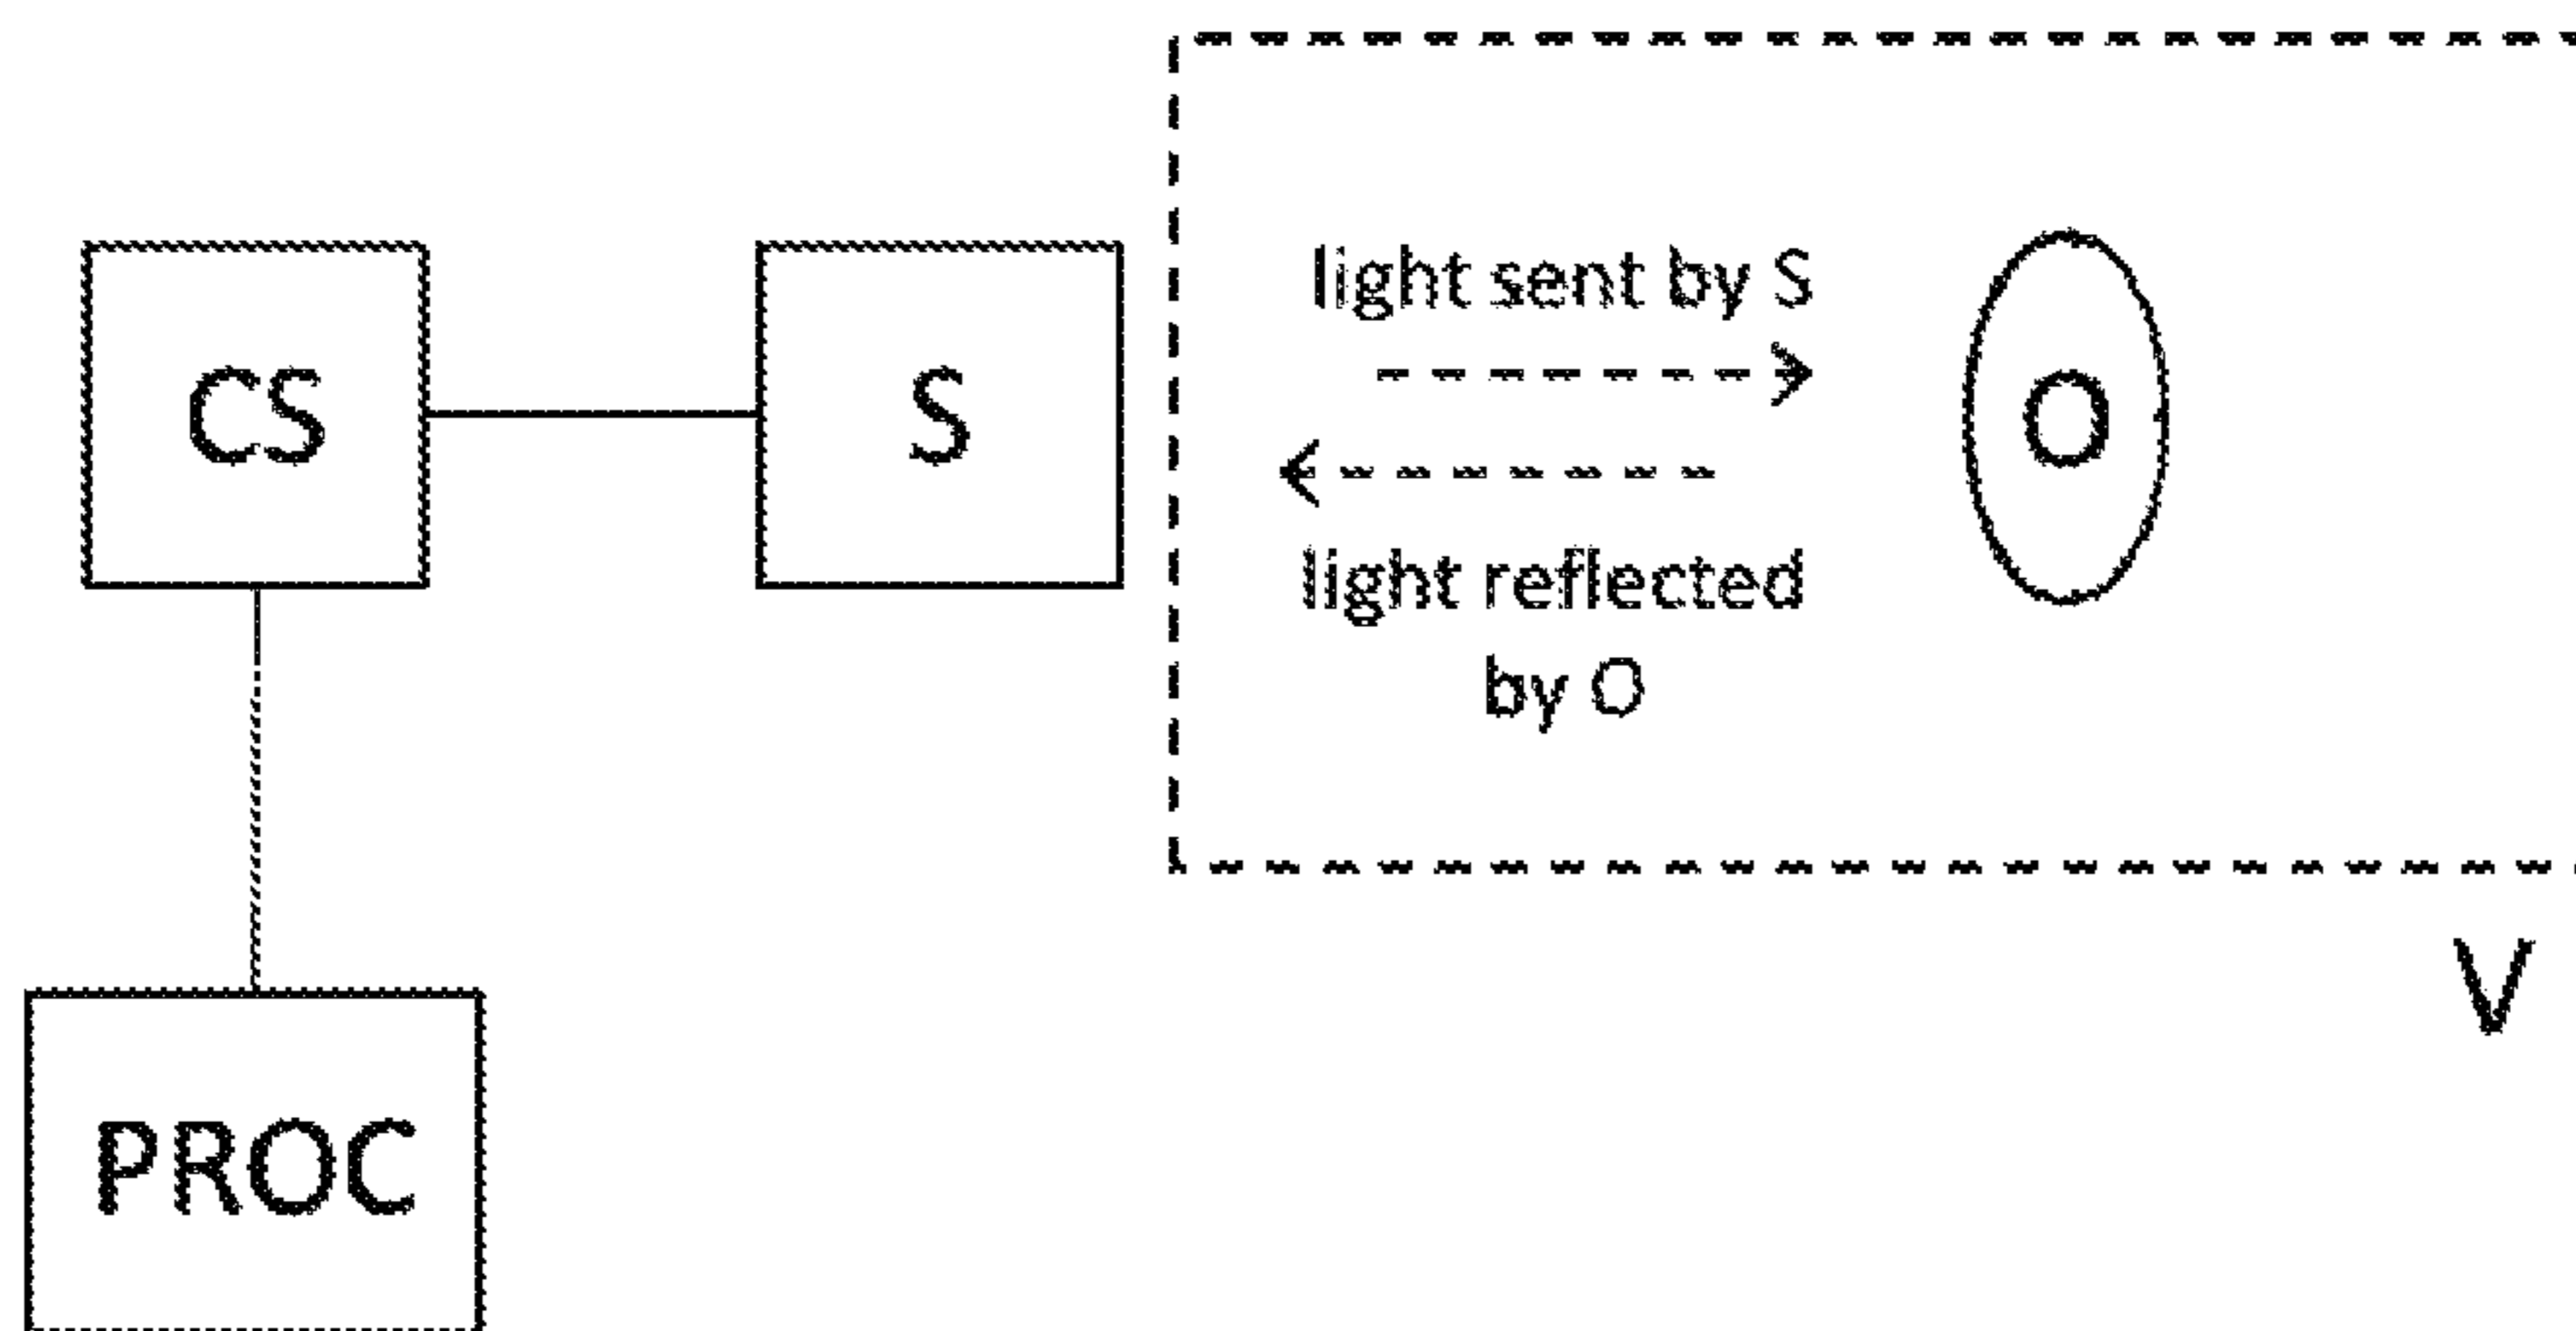 light sent by S
CS
S
O
light reflected
by O
V
PROC